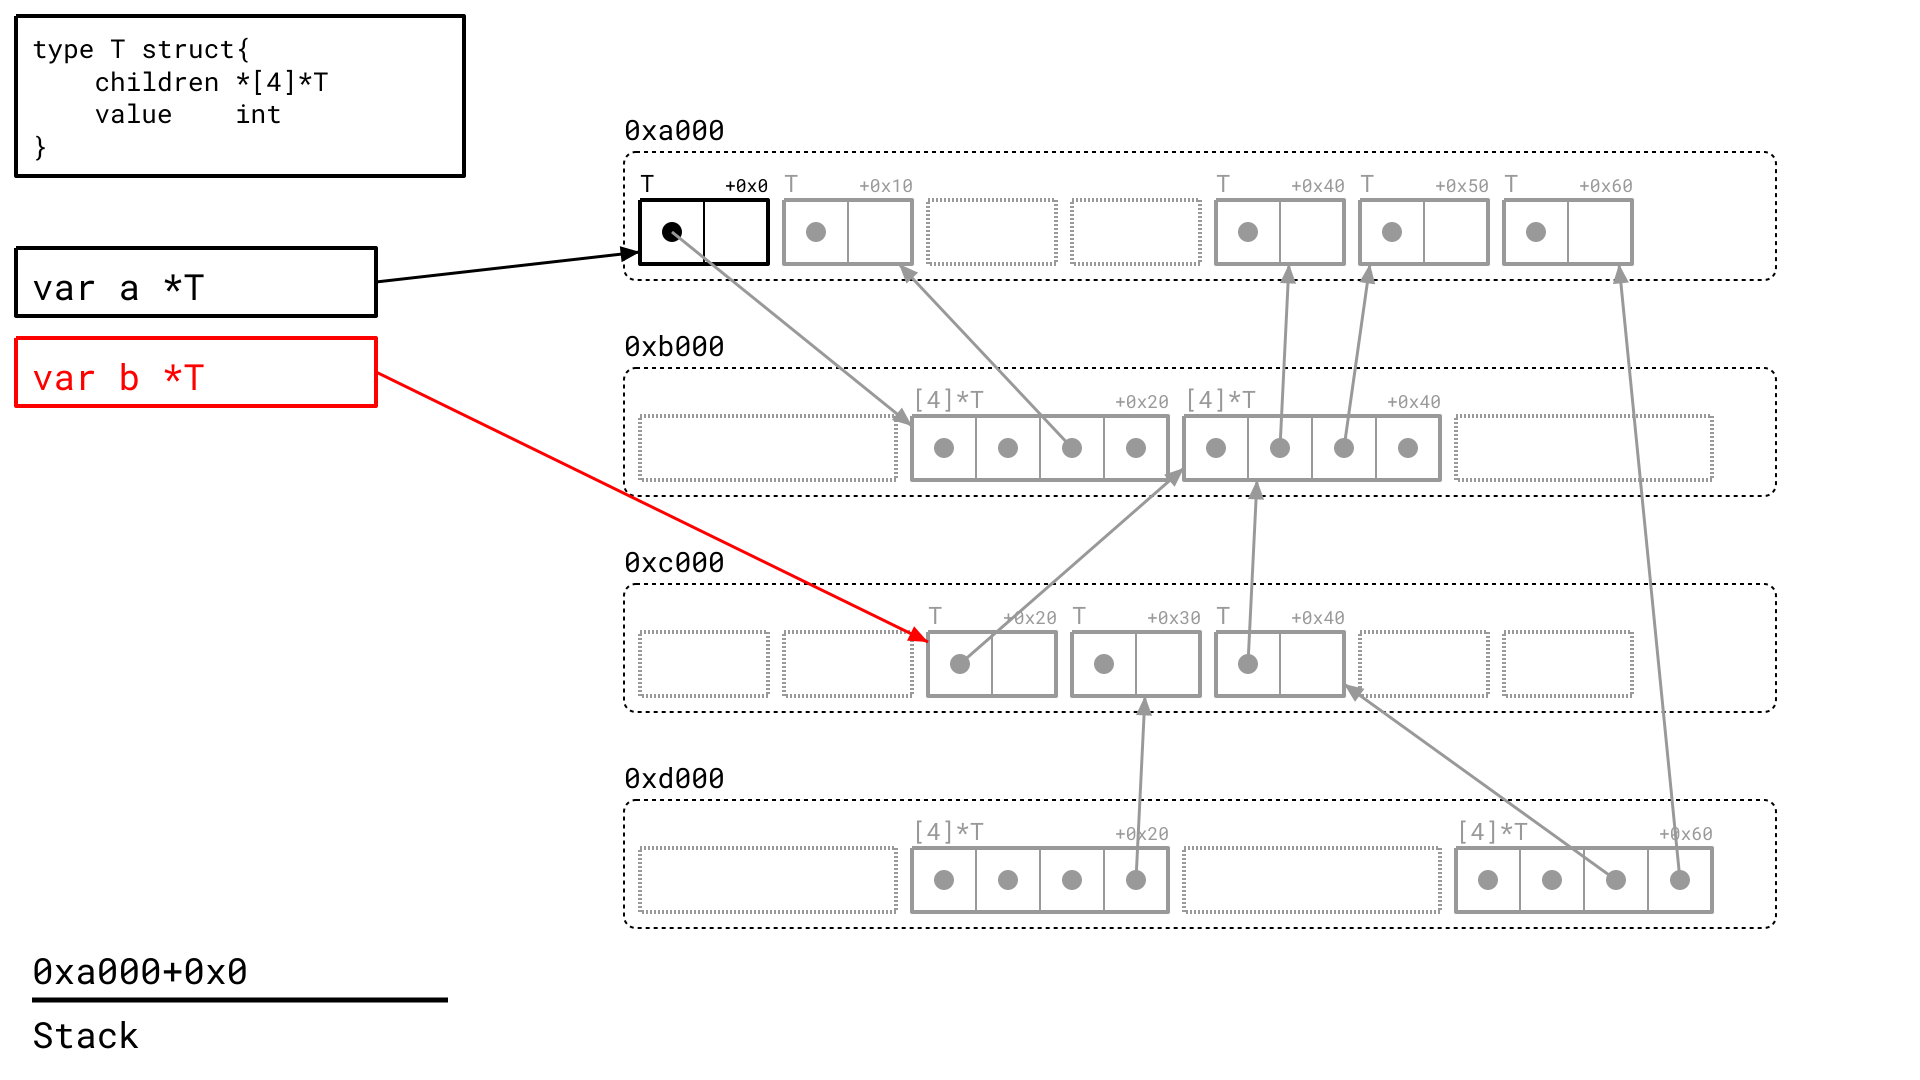 type T struct{
    children *[4]*T
    value    int
}
var a *T
var b *T
0xa000
T +0x0 T +0x10 T +0x40 T +0x50 T +0x60
0xb000
[4]*T +0x20 [4]*T +0x40
0xc000
T +0x20 T +0x30 T +0x40
0xd000
[4]*T +0x20 [4]*T +0x60
0xa000+0x0
Stack